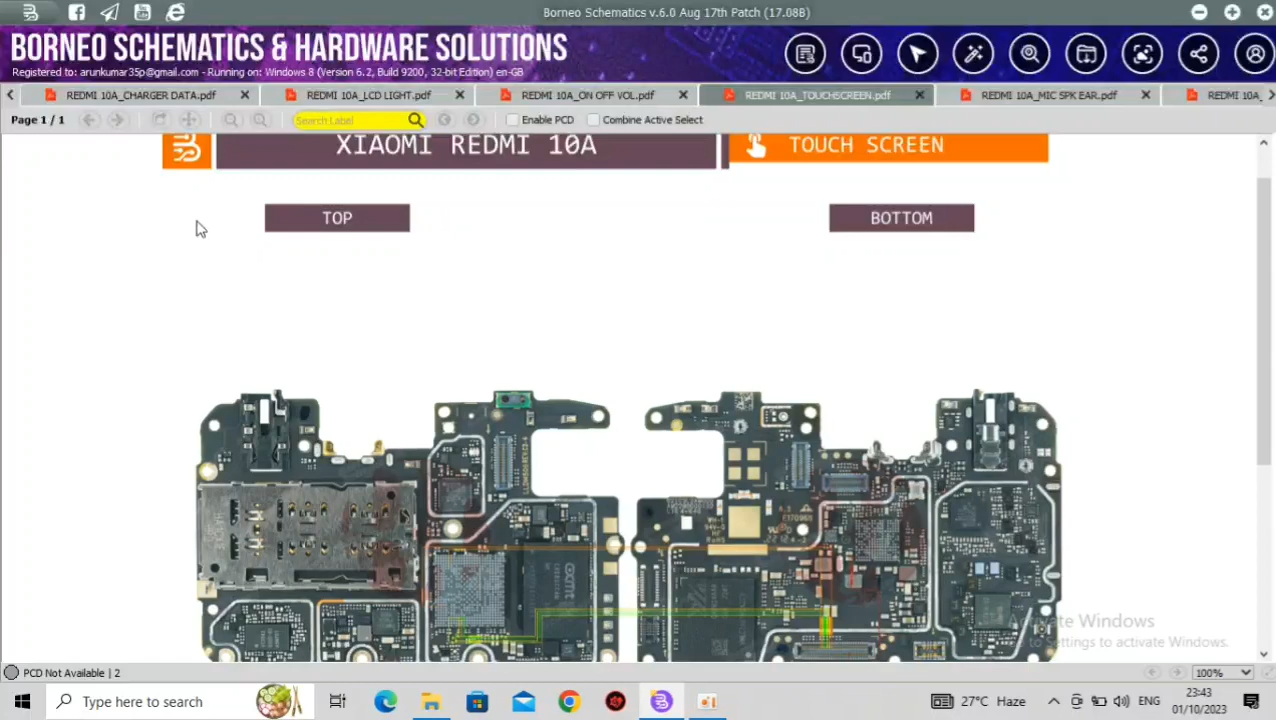 Borneo Schematics v.6.0 Aug 17th Patch (17.08B)
BORNEO SCHEMATICS & HARDWARE SOLUTIONS
Registered to: arunkumar35p@gmail.com - Running on: Windows 8 (Version 6.2, Build 9200, 32-bit Edition) en-GB
REDMI 10A_CHARGER DATA.pdf
REDMI 10A_LCD LIGHT.pdf
REDMI 10A_ON OFF VOL.pdf
REDMI 10A_TOUCHSCREEN.pdf
REDMI 10A_MIC SPK EAR.pdf
REDMI 10A_
Page 1 / 1
Search Label
Enable PCD
Combine Active Select
XIAOMI REDMI 10A
TOUCH SCREEN
TOP
BOTTOM
Activate Windows
Go to Settings to activate Windows.
PCD Not Available | 2
100%
Type here to search
27°C Haze
ENG
23:43
01/10/2023